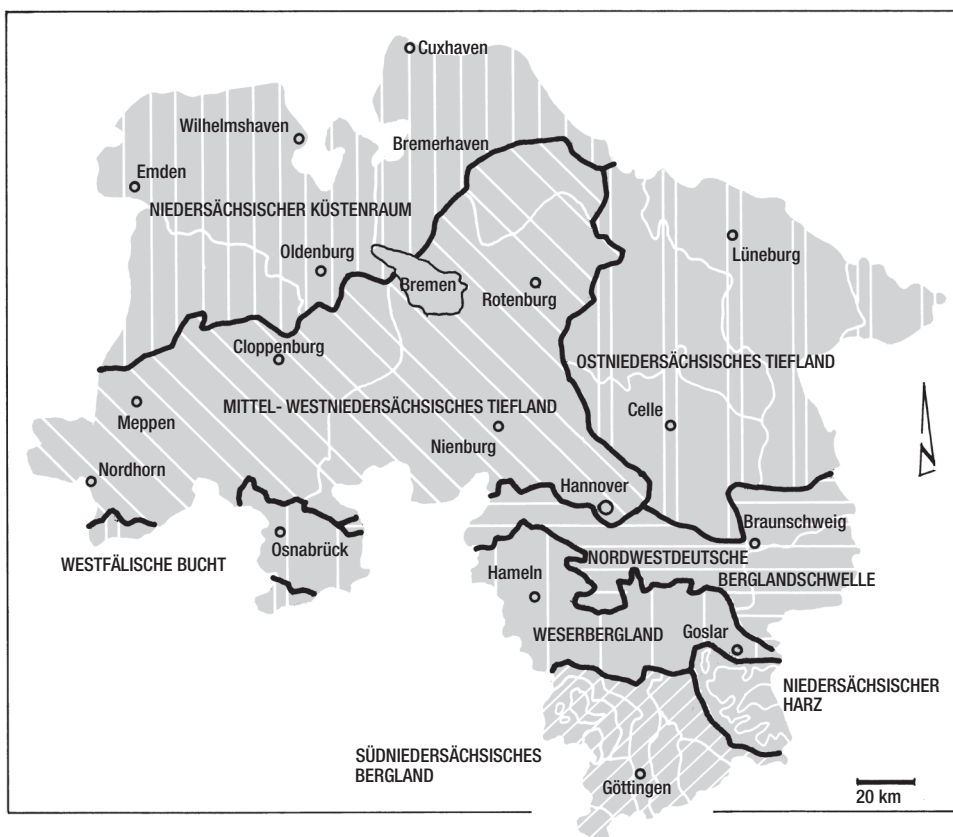 Cuxhaven
Wilhelmshaven
Bremerhaven
Emden
NIEDERSÄCHSISCHER KÜSTENRAUM
Lüneburg
Oldenburg
Bremen
Rotenburg
Cloppenburg
OSTNIEDERSÄCHSISCHES TIEFLAND
Meppen
MITTEL- WESTNIEDERSÄCHSISCHES TIEFLAND
Celle
Nienburg
N
Nordhorn
Hannover
Braunschweig
Osnabrück
WESTFÄLISCHE BUCHT
NORDWESTDEUTSCHE
BERGLANDSCHWELLE
Hameln
WESERBERGLAND
Goslar
NIEDERSÄCHSISCHER
HARZ
SÜDNIEDERSÄCHSISCHES
BERGLAND
Göttingen
20 km